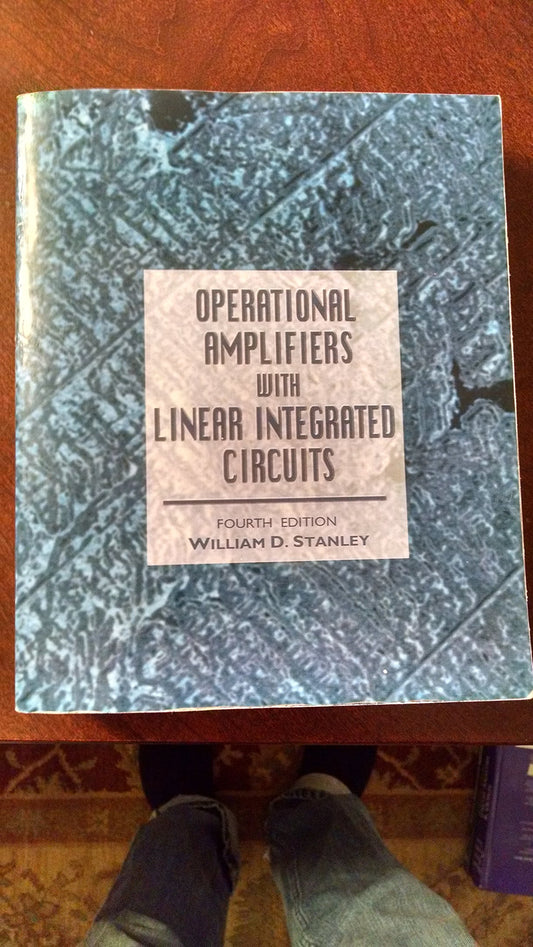 OPERATIONAL
AMPLIFIERS
WITH
LINEAR INTEGRATED
CIRCUITS
FOURTH EDITION
WILLIAM D. STANLEY